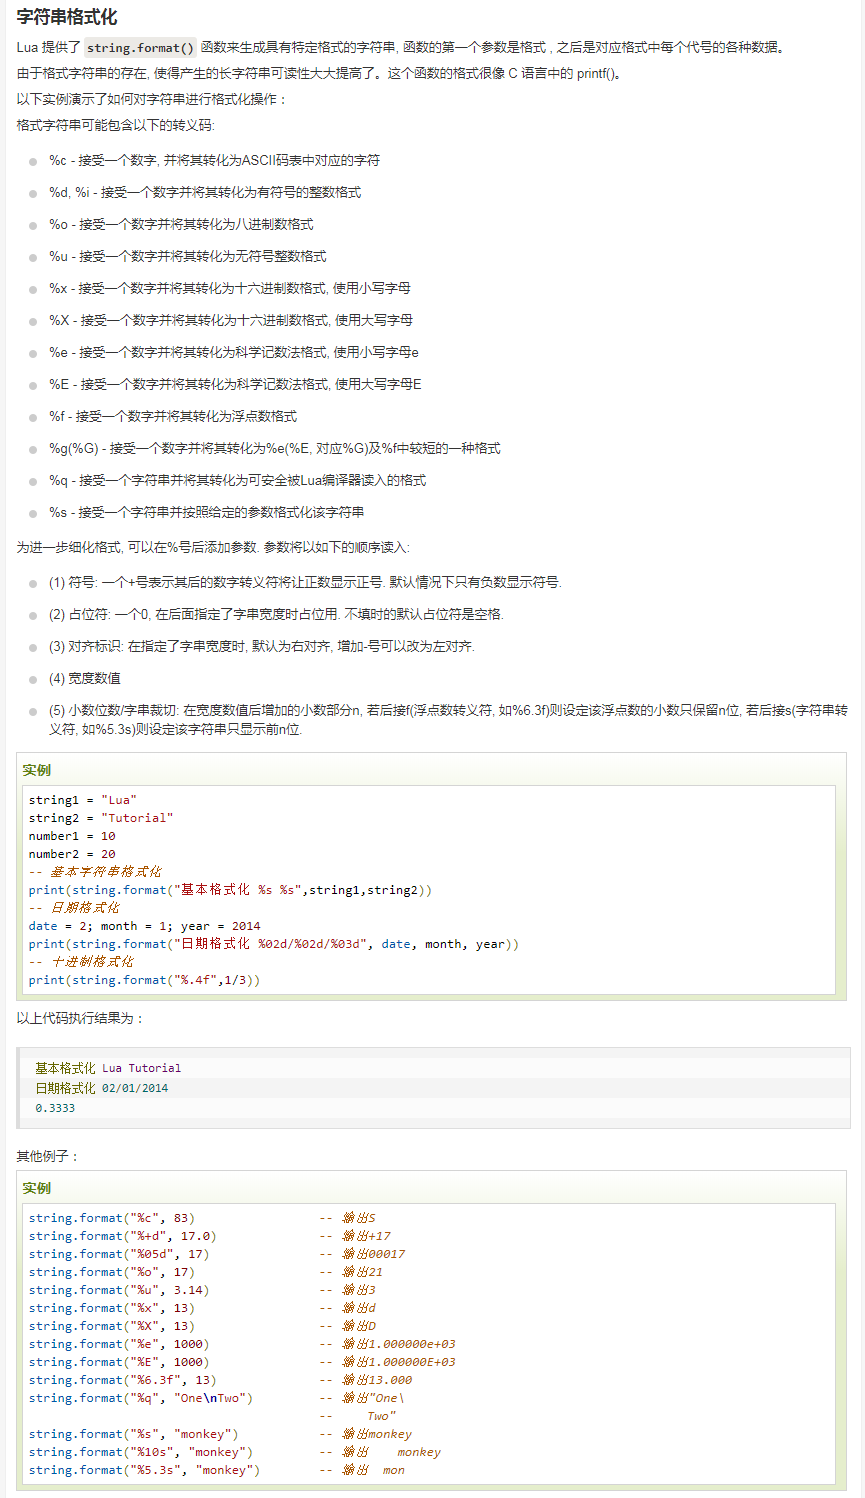 字符串格式化
Lua 提供了 string.format() 函数来生成具有特定格式的字符串, 函数的第一个参数是格式 , 之后是对应格式中每个代号的各种数据。
由于格式字符串的存在, 使得产生的长字符串可读性大大提高了。这个函数的格式很像 C 语言中的 printf()。
以下实例演示了如何对字符串进行格式化操作：
格式字符串可能包含以下的转义码:
%c - 接受一个数字, 并将其转化为ASCII码表中对应的字符
%d, %i - 接受一个数字并将其转化为有符号的整数格式
%o - 接受一个数字并将其转化为八进制数格式
%u - 接受一个数字并将其转化为无符号整数格式
%x - 接受一个数字并将其转化为十六进制数格式, 使用小写字母
%X - 接受一个数字并将其转化为十六进制数格式, 使用大写字母
%e - 接受一个数字并将其转化为科学记数法格式, 使用小写字母e
%E - 接受一个数字并将其转化为科学记数法格式, 使用大写字母E
%f - 接受一个数字并将其转化为浮点数格式
%g(%G) - 接受一个数字并将其转化为%e(%E, 对应%G)及%f中较短的一种格式
%q - 接受一个字符串并将其转化为可安全被Lua编译器读入的格式
%s - 接受一个字符串并按照给定的参数格式化该字符串
为进一步细化格式, 可以在%号后添加参数. 参数将以如下的顺序读入:
(1) 符号: 一个+号表示其后的数字转义符将让正数显示正号. 默认情况下只有负数显示符号.
(2) 占位符: 一个0, 在后面指定了字串宽度时占位用. 不填时的默认占位符是空格.
(3) 对齐标识: 在指定了字串宽度时, 默认为右对齐, 增加-号可以改为左对齐.
(4) 宽度数值
(5) 小数位数/字串裁切: 在宽度数值后增加的小数部分n, 若后接f(浮点数转义符, 如%6.3f)则设定该浮点数的小数只保留n位, 若后接s(字符串转
义符, 如%5.3s)则设定该字符串只显示前n位.
实例
string1 = "Lua"
string2 = "Tutorial"
number1 = 10
number2 = 20
-- 基本字符串格式化
print(string.format("基本格式化 %s %s",string1,string2))
-- 日期格式化
date = 2; month = 1; year = 2014
print(string.format("日期格式化 %02d/%02d/%03d", date, month, year))
-- 十进制格式化
print(string.format("%.4f",1/3))
以上代码执行结果为：
基本格式化 Lua Tutorial
日期格式化 02/01/2014
0.3333
其他例子：
实例
string.format("%c", 83)                 -- 输出S
string.format("%+d", 17.0)              -- 输出+17
string.format("%05d", 17)               -- 输出00017
string.format("%o", 17)                 -- 输出21
string.format("%u", 3.14)               -- 输出3
string.format("%x", 13)                 -- 输出d
string.format("%X", 13)                 -- 输出D
string.format("%e", 1000)               -- 输出1.000000e+03
string.format("%E", 1000)               -- 输出1.000000E+03
string.format("%6.3f", 13)              -- 输出13.000
string.format("%q", "One\nTwo")         -- 输出"One\
                                        --     Two"
string.format("%s", "monkey")           -- 输出monkey
string.format("%10s", "monkey")         -- 输出    monkey
string.format("%5.3s", "monkey")        -- 输出  mon